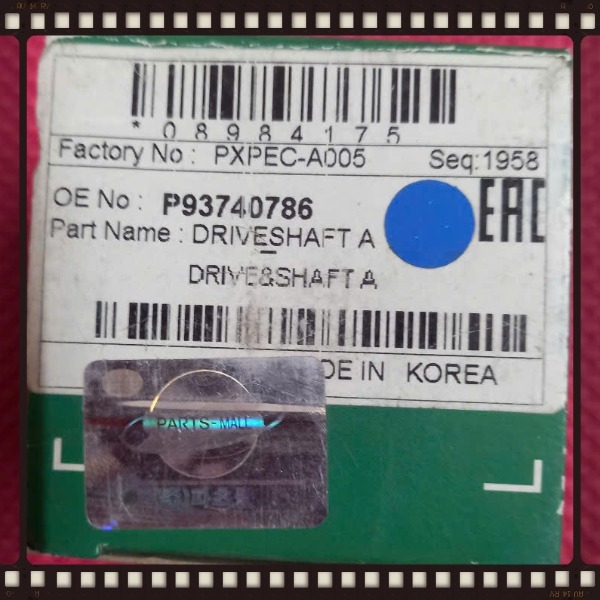 *08984175
Factory No : PXPEC-A005 Seq:1958
OE No : P93740786
EAC
Part Name : DRIVESHAFT A
DRIVE&SHAFT A
DE IN KOREA
PARTS-MALL